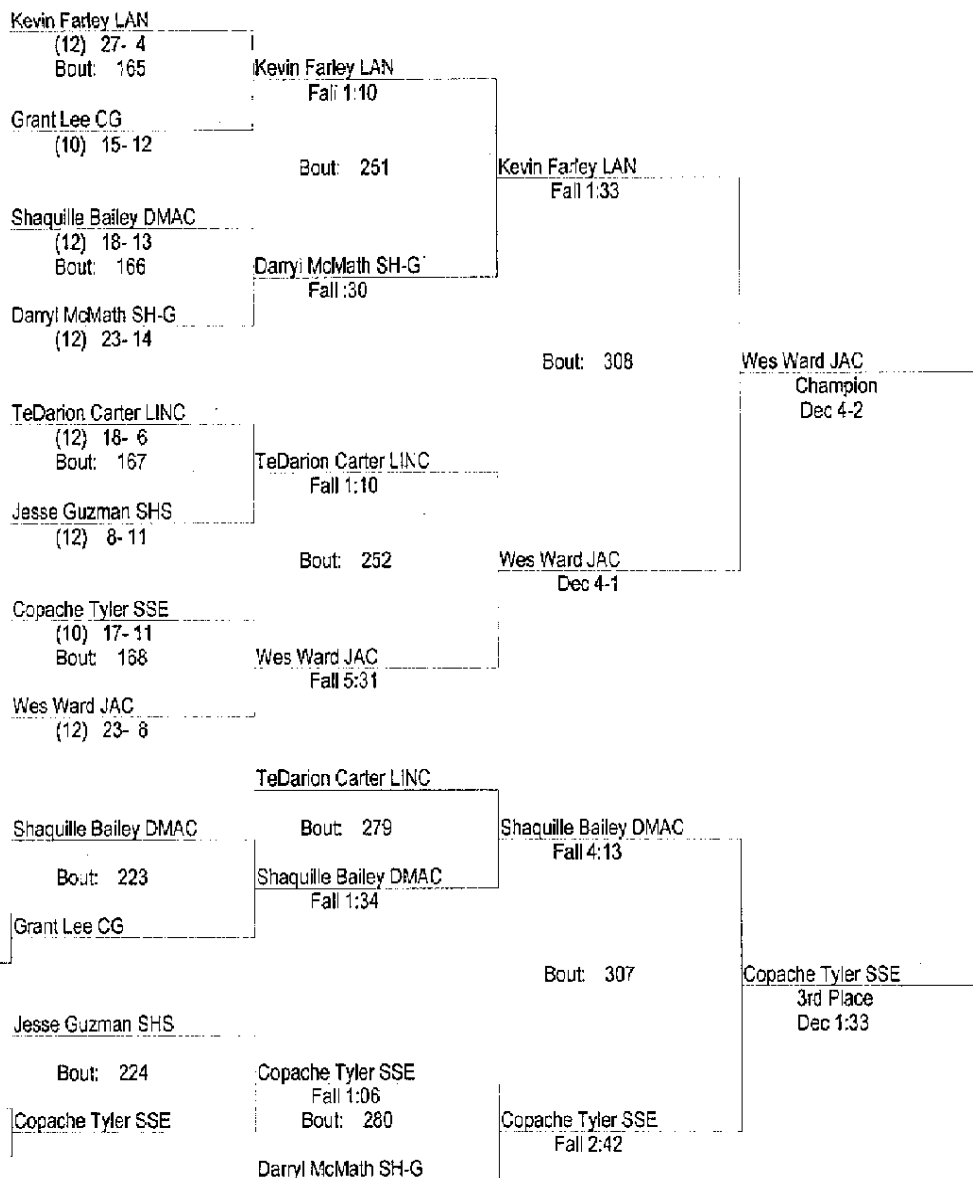 Kevin Farley LAN
(12) 27- 4
Bout: 165
Grant Lee CG
(10) 15- 12
Kevin Farley LAN
Fall 1:10
Bout: 251
Shaquille Bailey DMAC
(12) 18- 13
Bout: 166
Darryl McMath SH-G
(12) 23- 14
Darryl McMath SH-G
Fall :30
Kevin Farley LAN
Fall 1:33
Bout: 308
TeDarion Carter LINC
(12) 18- 6
Bout: 167
Jesse Guzman SHS
(12) 8- 11
TeDarion Carter LINC
Fall 1:10
Bout: 252
Copache Tyler SSE
(10) 17- 11
Bout: 168
Wes Ward JAC
(12) 23- 8
Wes Ward JAC
Fall 5:31
Wes Ward JAC
Dec 4-1
Wes Ward JAC
Champion
Dec 4-2
TeDarion Carter LINC
Bout: 279
Shaquille Bailey DMAC
Bout: 223
Grant Lee CG
Shaquille Bailey DMAC
Fall 1:34
Shaquille Bailey DMAC
Fall 4:13
Bout: 307
Jesse Guzman SHS
Bout: 224
Copache Tyler SSE
Copache Tyler SSE
Fall 1:06
Bout: 280
Darryl McMath SH-G
Copache Tyler SSE
Fall 2:42
Copache Tyler SSE
3rd Place
Dec 1:33